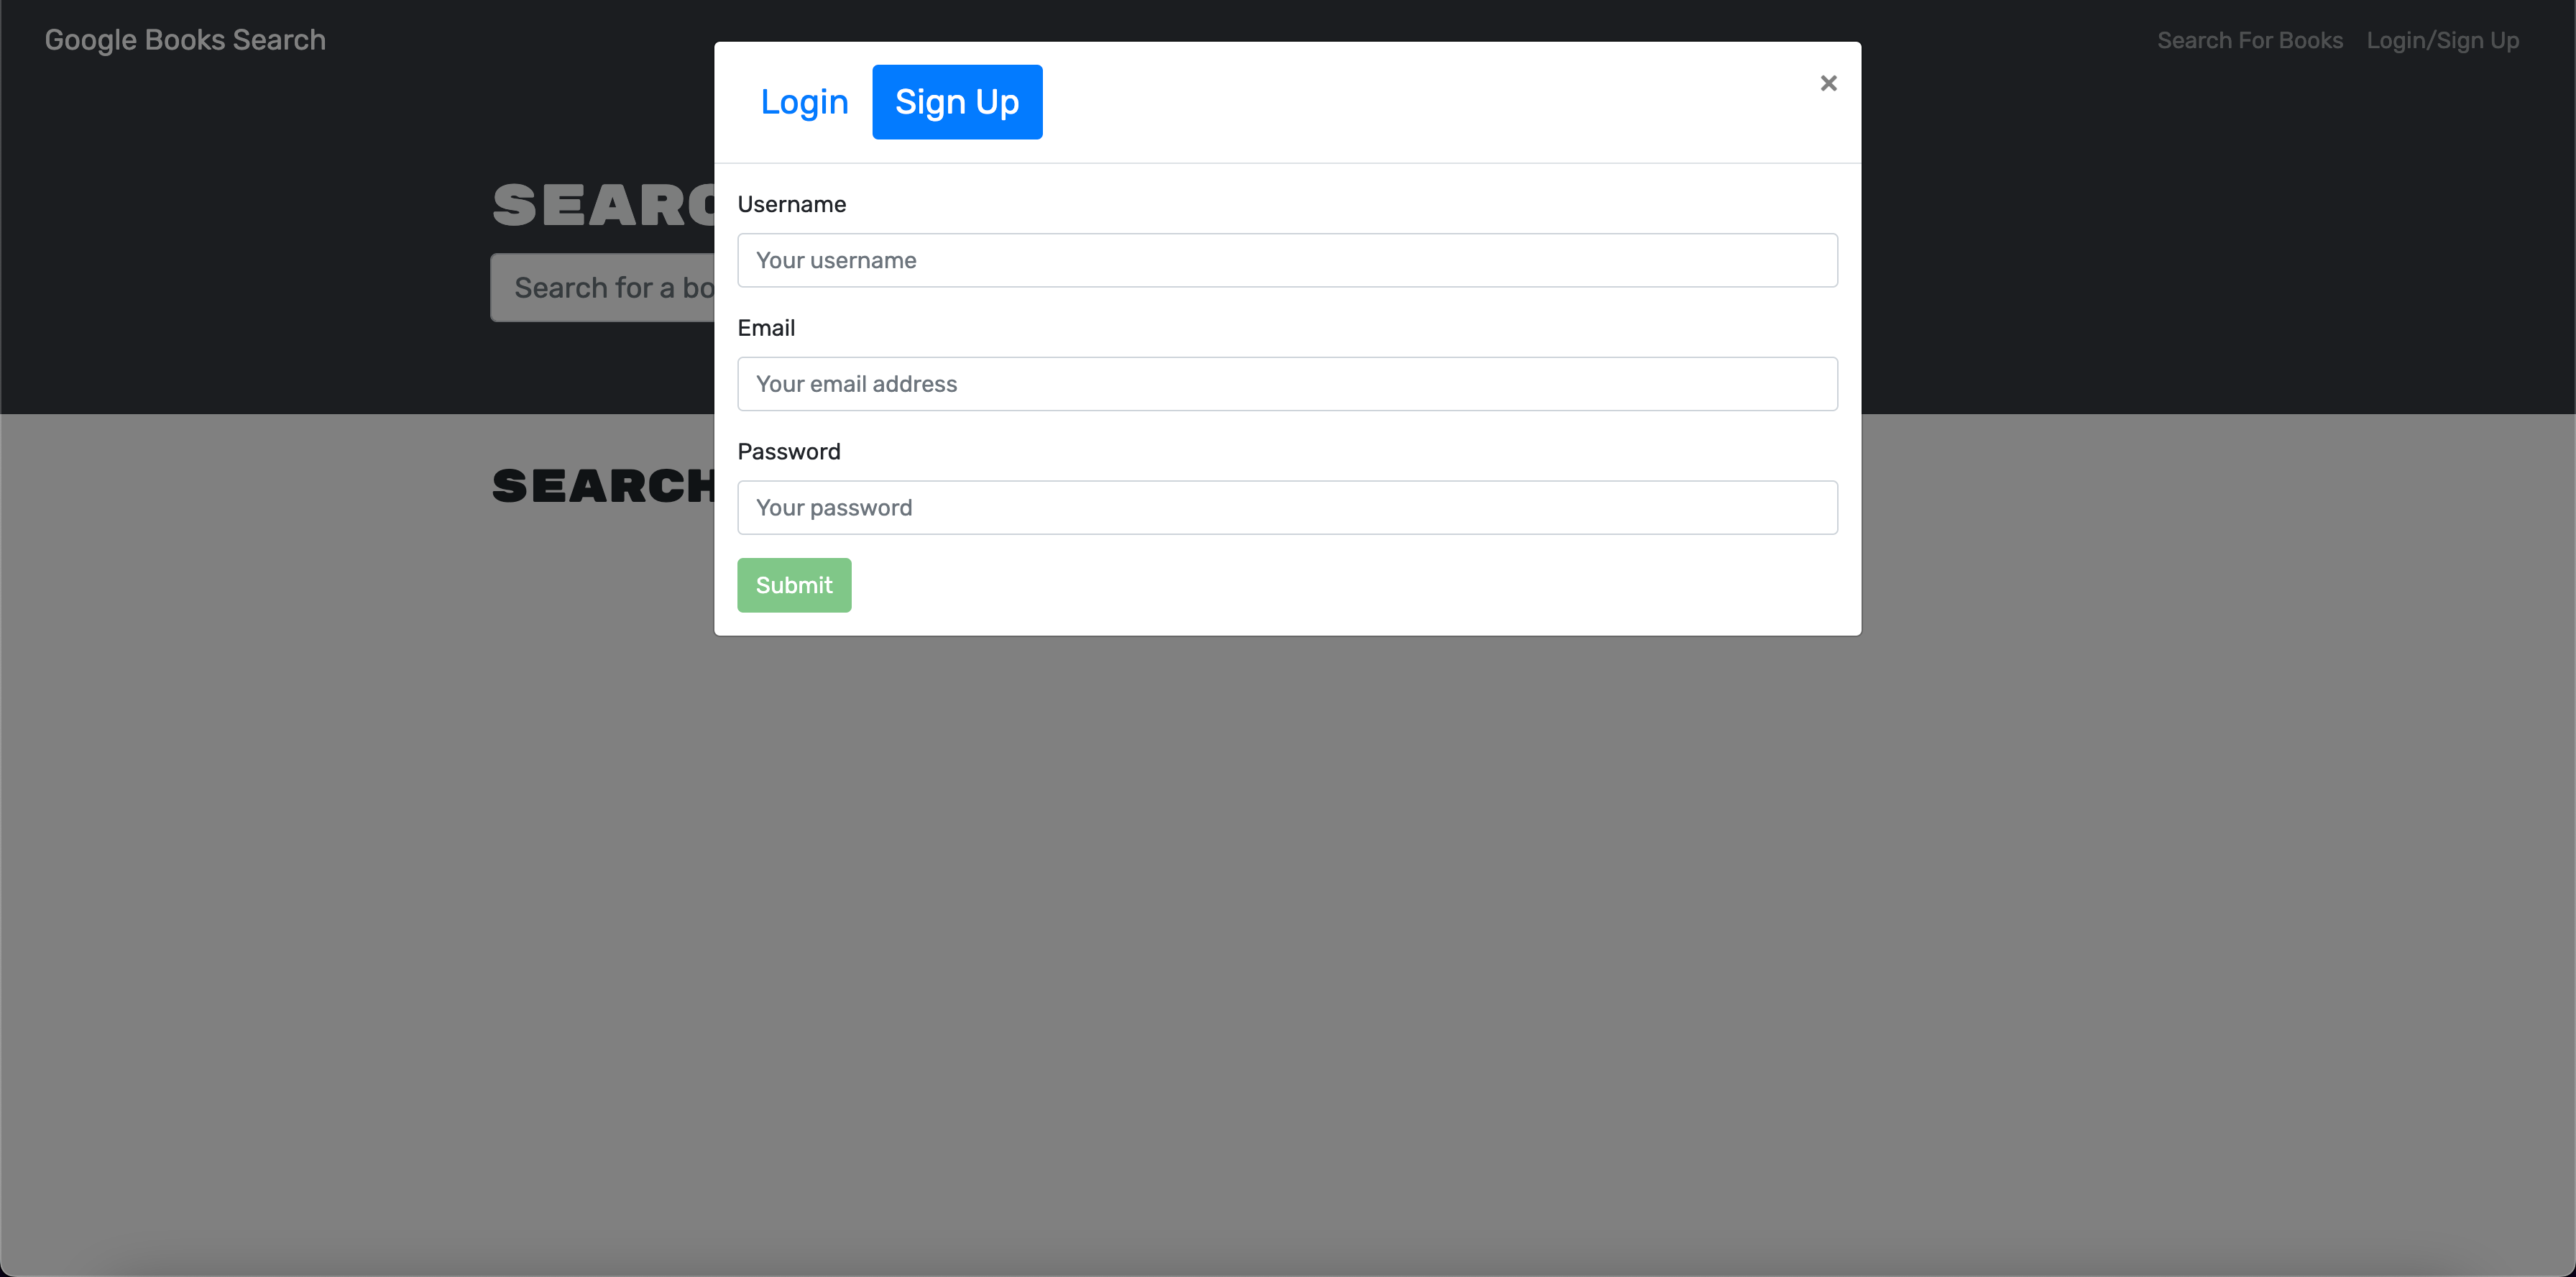 Google Books Search
Search For Books
Login/Sign Up
Login
Sign Up
×
SEARC
Search for a bo
Username
Your username
Email
Your email address
Password
Your password
SEARCH
Submit